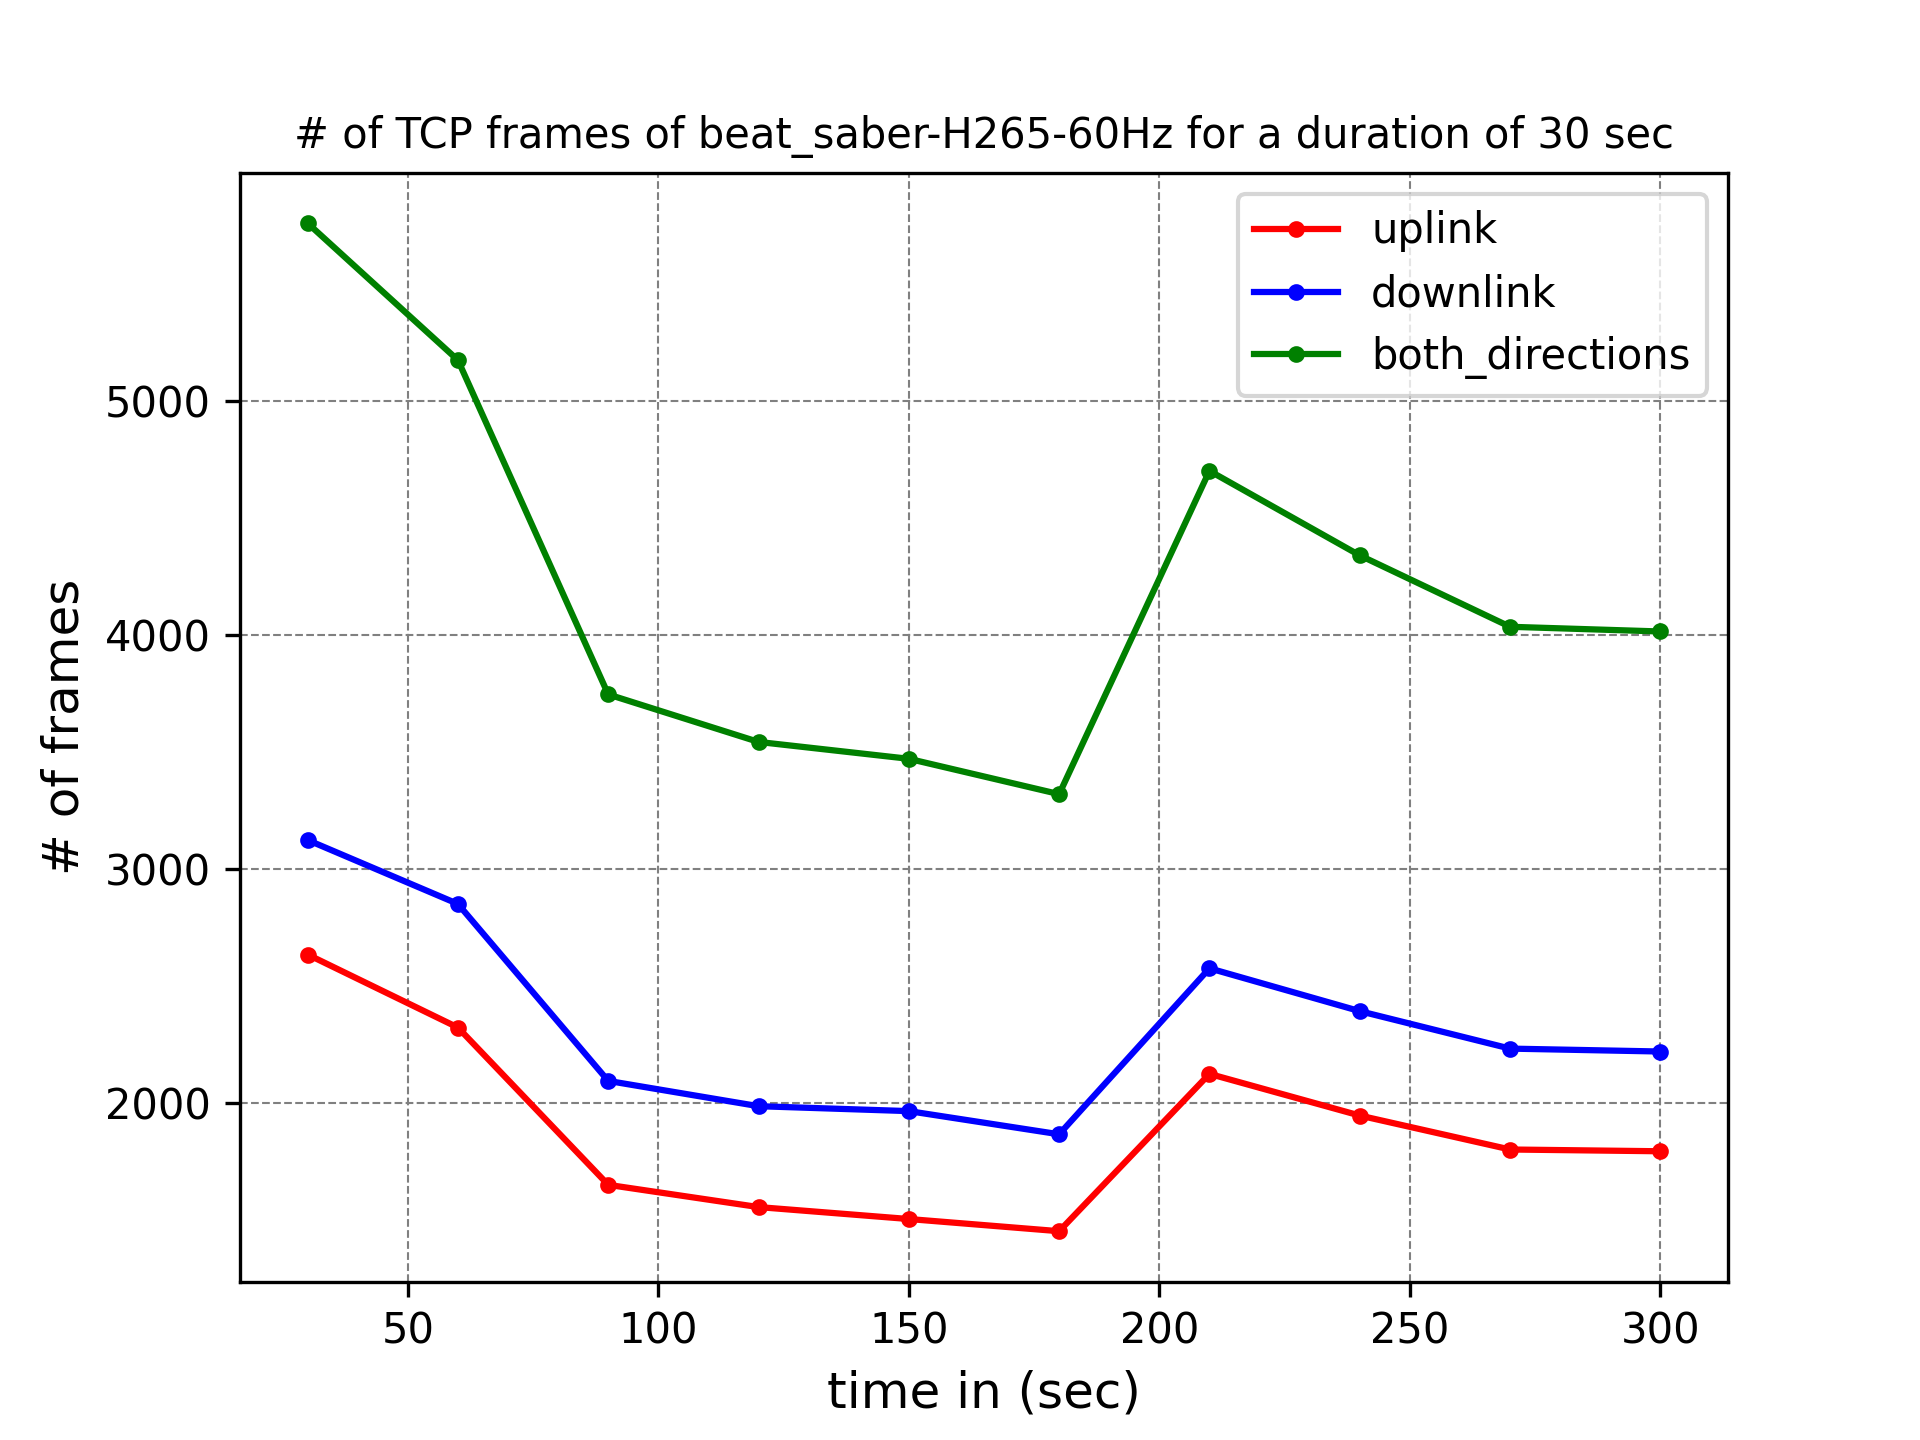 # of TCP frames of beat_saber-H265-60Hz for a duration of 30 sec
uplink
downlink
both_directions
5000
4000
3000
2000
# of frames
50 100 150 200 250 300
time in (sec)